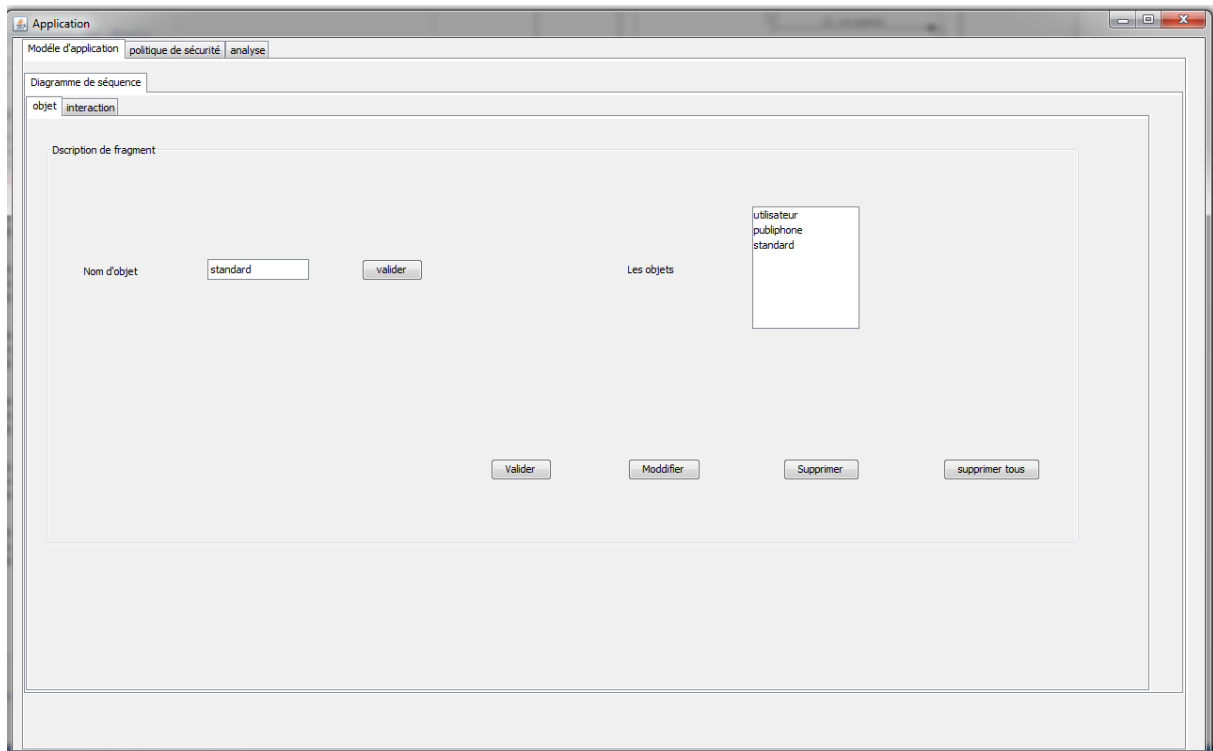 Application
Modéle d'application politique de sécurité analyse
Diagramme de séquence
objet interaction
Dscription de fragment
utilisateur
publiphone
standard
Nom d'objet standard valider Les objets
Valider Moddifier Supprimer supprimer tous